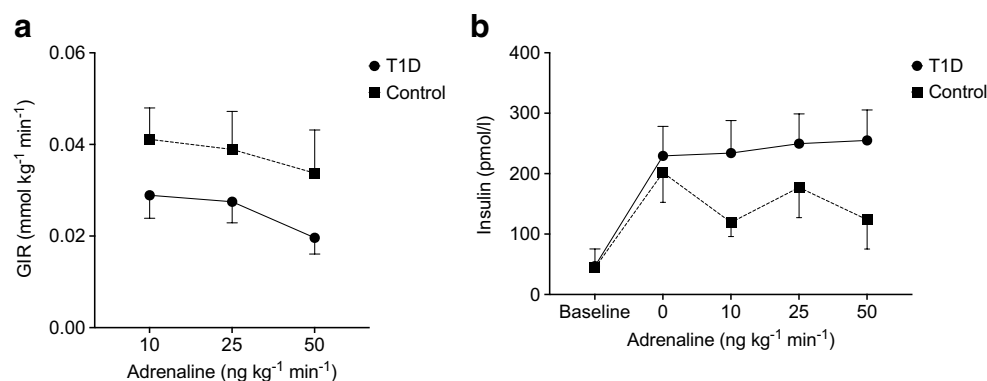 a
0.06
0.04
0.02
0.00
GIR (mmol kg⁻¹ min⁻¹)
10 25 50
Adrenaline (ng kg⁻¹ min⁻¹)
T1D
Control
b
400
300
200
100
0
Insulin (pmol/l)
Baseline 0 10 25 50
Adrenaline (ng kg⁻¹ min⁻¹)
T1D
Control